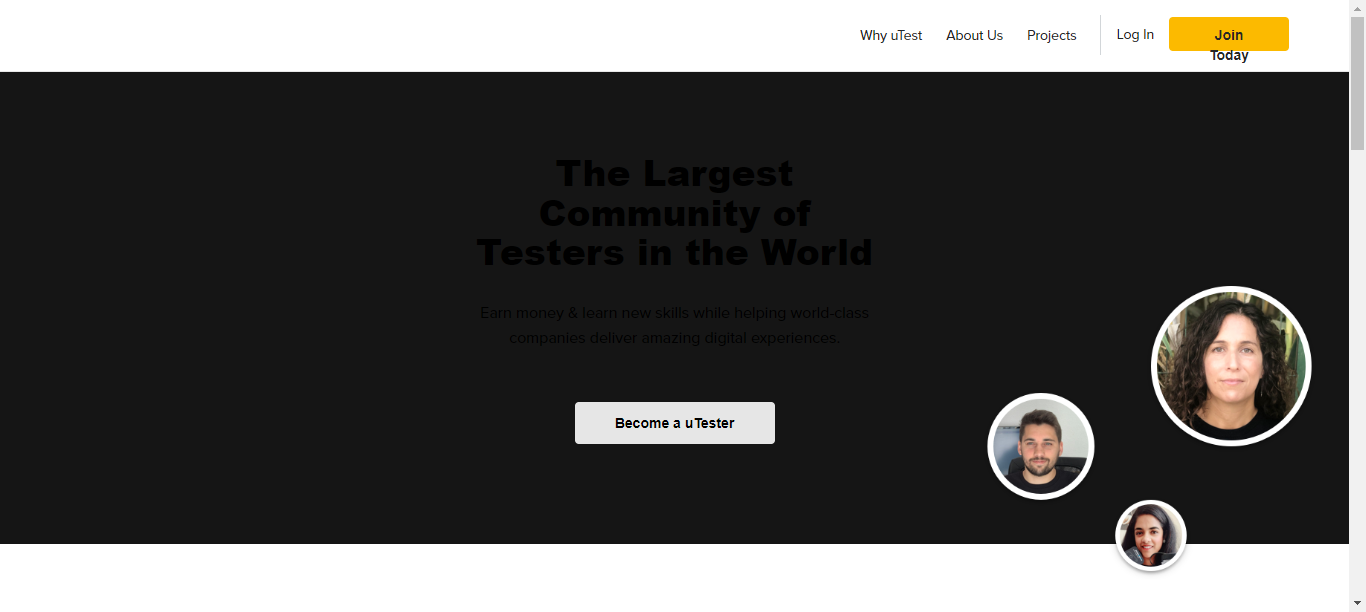 Why uTest About Us Projects Log In Join
Today
The Largest
Community of
Testers in the World
Earn money & learn new skills while helping world-class
companies deliver amazing digital experiences.
Become a uTester